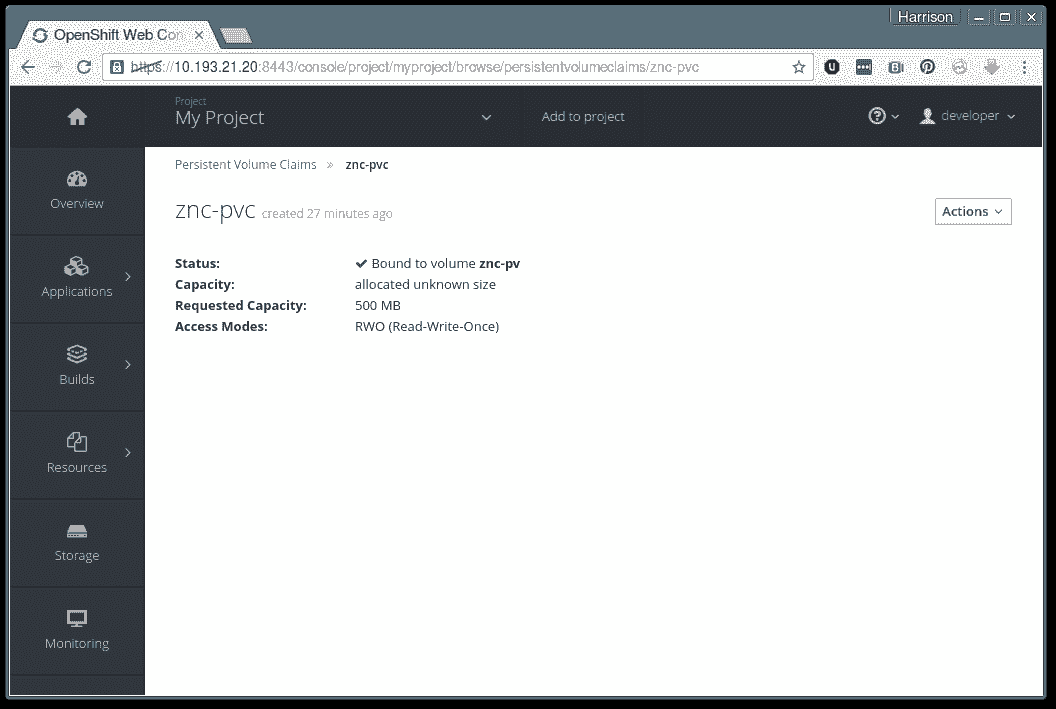 Harrison
OpenShift Web Con
https://10.193.21.20:8443/console/project/myproject/browse/persistentvolumeclaims/znc-pvc
Project
My Project
Add to project
developer
Persistent Volume Claims » znc-pvc
znc-pvc created 27 minutes ago
Actions
Status: Bound to volume znc-pv
Capacity: allocated unknown size
Requested Capacity: 500 MB
Access Modes: RWO (Read-Write-Once)
Overview
Applications
Builds
Resources
Storage
Monitoring